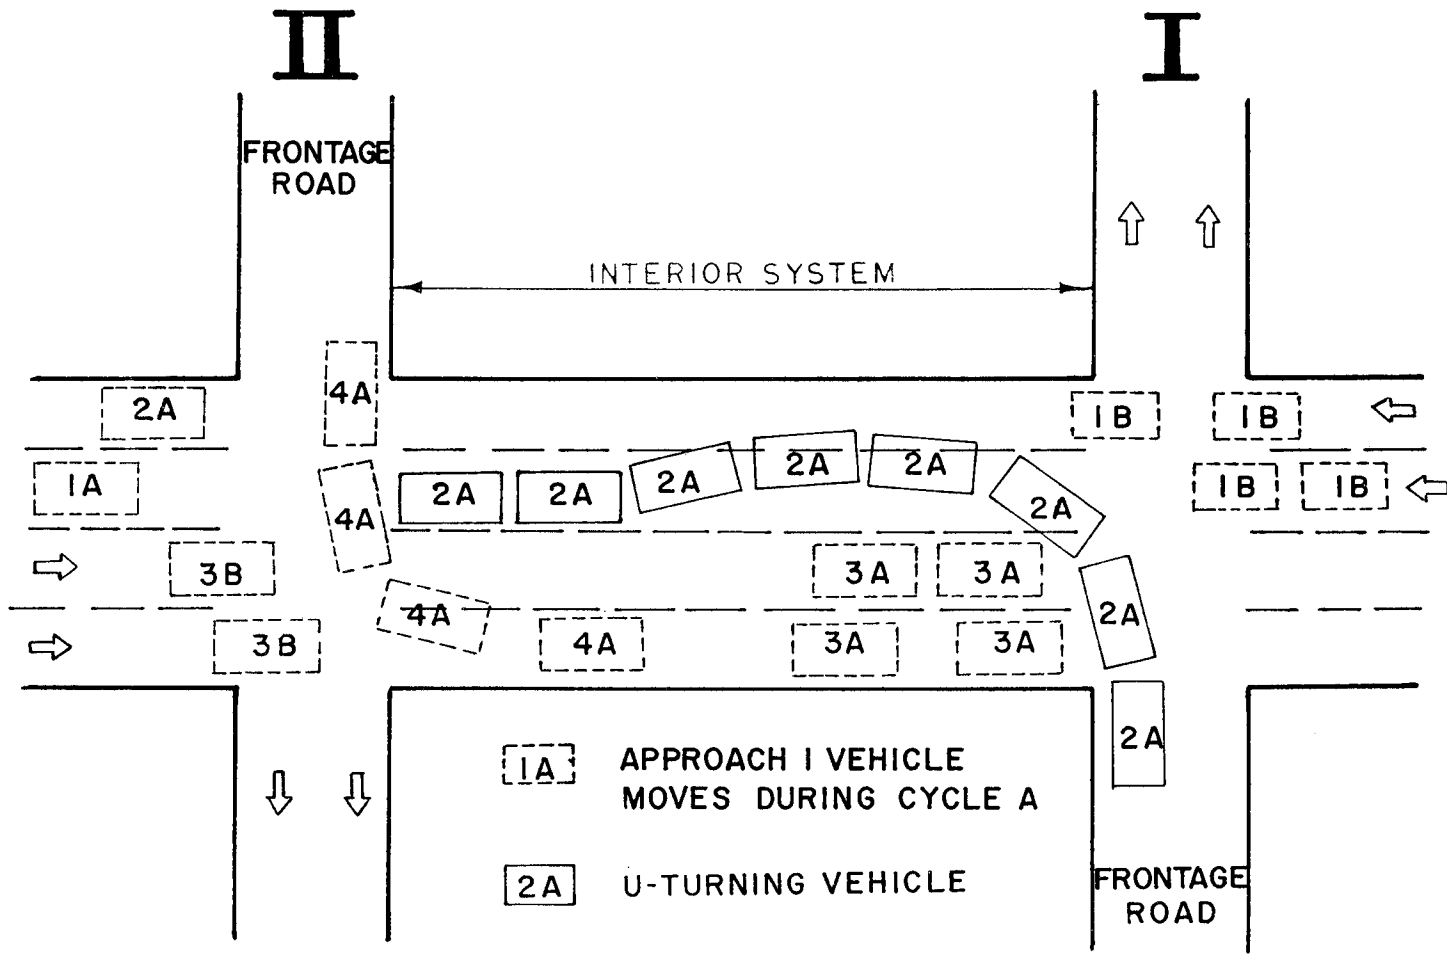 II
I
FRONTAGE
ROAD
INTERIOR SYSTEM
4A
2A
1B
1B
2A
2A
2A
1A
4A
2A
2A
2A
1B
1B
3B
3A
3A
4A
2A
3B
4A
3A
3A
2A
1A
APPROACH I VEHICLE
MOVES DURING CYCLE A
2A
U-TURNING VEHICLE
FRONTAGE
ROAD